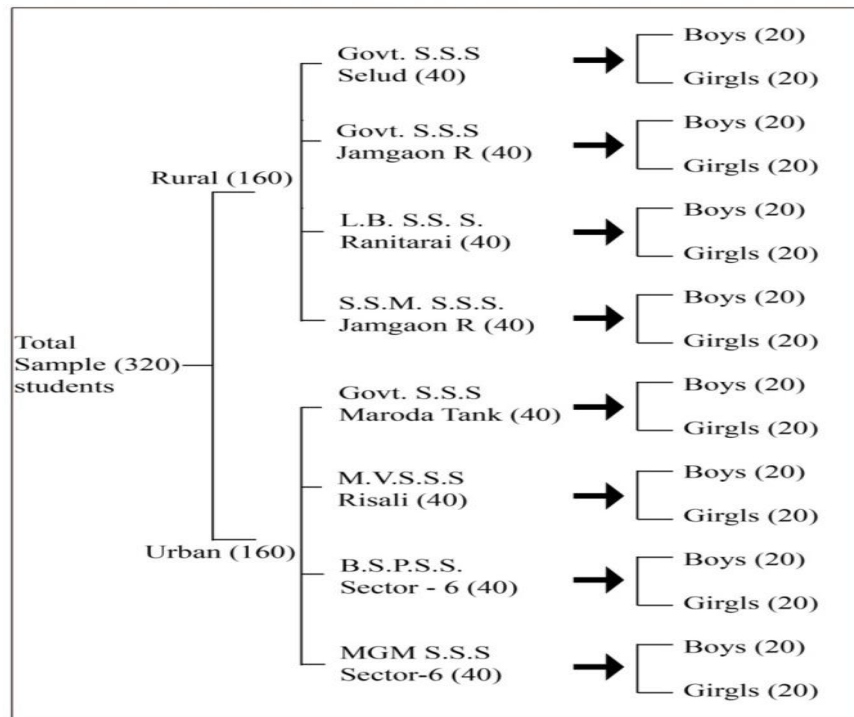 Total
Sample (320)
students
Rural (160)
Govt. S.S.S
Selud (40)
Boys (20)
Girgls (20)
Govt. S.S.S
Jamgaon R (40)
Boys (20)
Girgls (20)
L.B. S.S. S.
Ranitarai (40)
Boys (20)
Girgls (20)
S.S.M. S.S.S.
Jamgaon R (40)
Boys (20)
Girgls (20)
Urban (160)
Govt. S.S.S
Maroda Tank (40)
Boys (20)
Girgls (20)
M.V.S.S.S
Risali (40)
Boys (20)
Girgls (20)
B.S.P.S.S.
Sector - 6 (40)
Boys (20)
Girgls (20)
MGM S.S.S
Sector-6 (40)
Boys (20)
Girgls (20)